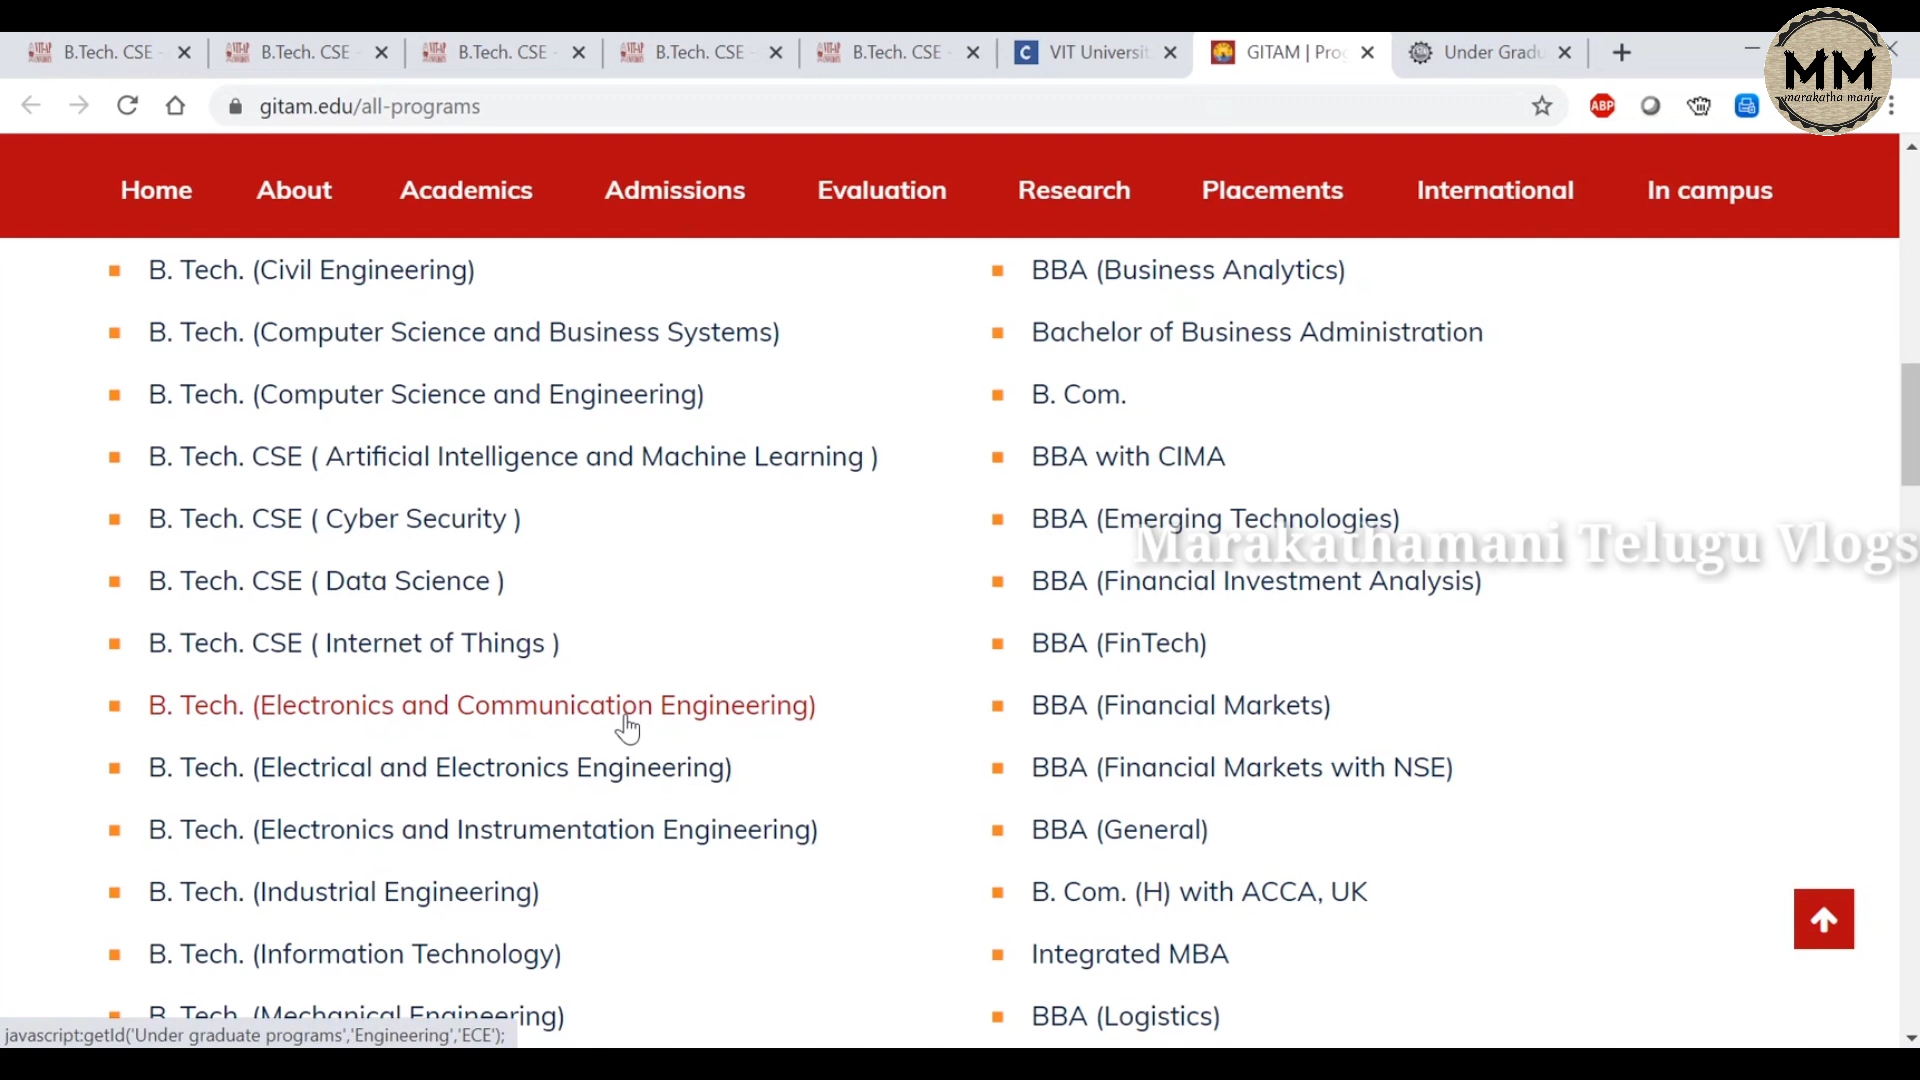 B.Tech. CSE -
B.Tech. CSE -
B.Tech. CSE -
B.Tech. CSE -
B.Tech. CSE -
VIT Universit
GITAM | Prog
Under Gradu
MM
marakatha mani
gitam.edu/all-programs
ABP
Home
About
Academics
Admissions
Evaluation
Research
Placements
International
In campus
B. Tech. (Civil Engineering)
B. Tech. (Computer Science and Business Systems)
B. Tech. (Computer Science and Engineering)
B. Tech. CSE ( Artificial Intelligence and Machine Learning )
B. Tech. CSE ( Cyber Security )
B. Tech. CSE ( Data Science )
B. Tech. CSE ( Internet of Things )
B. Tech. (Electronics and Communication Engineering)
B. Tech. (Electrical and Electronics Engineering)
B. Tech. (Electronics and Instrumentation Engineering)
B. Tech. (Industrial Engineering)
B. Tech. (Information Technology)
B. Tech. (Mechanical Engineering)
BBA (Business Analytics)
Bachelor of Business Administration
B. Com.
BBA with CIMA
BBA (Emerging Technologies)
Marakathamani Telugu Vlogs
BBA (Financial Investment Analysis)
BBA (FinTech)
BBA (Financial Markets)
BBA (Financial Markets with NSE)
BBA (General)
B. Com. (H) with ACCA, UK
Integrated MBA
BBA (Logistics)
javascript:getId('Under graduate programs','Engineering','ECE');